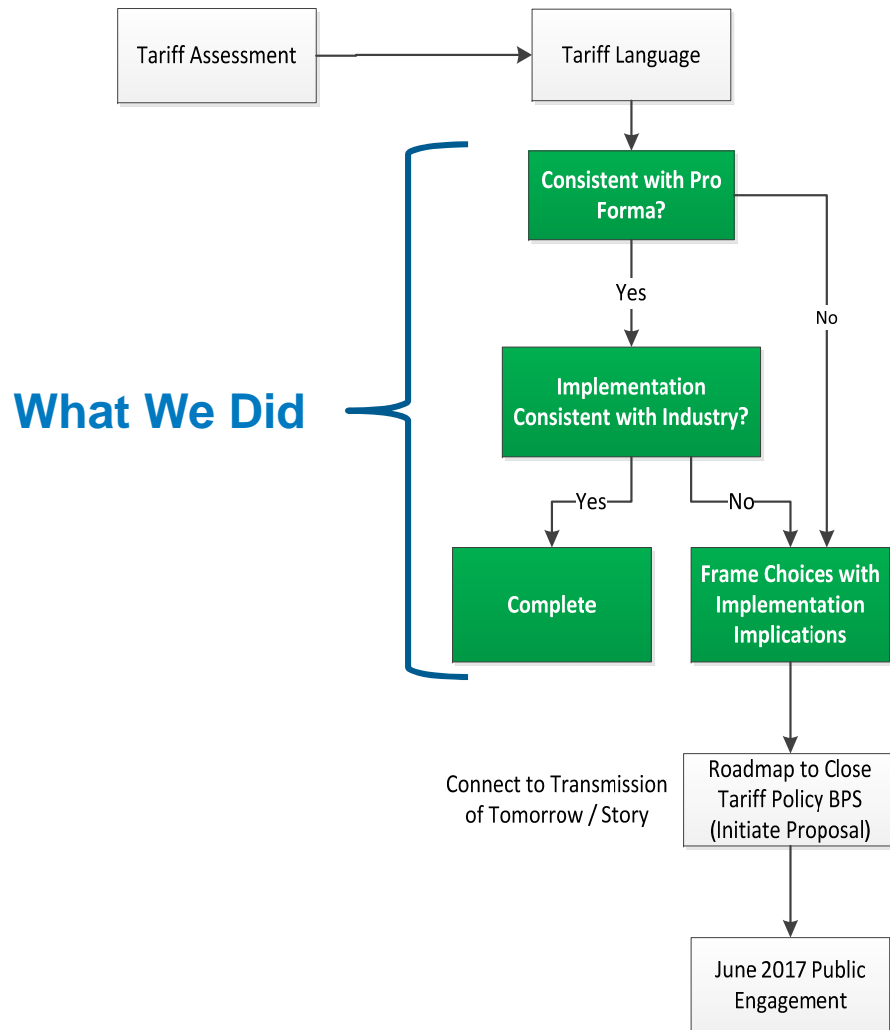 Tariff Assessment
Tariff Language
Consistent with Pro
Forma?
Yes
No
What We Did
Implementation
Consistent with Industry?
Yes
No
Complete
Frame Choices with
Implementation
Implications
Connect to Transmission
of Tomorrow / Story
Roadmap to Close
Tariff Policy BPS
(Initiate Proposal)
June 2017 Public
Engagement